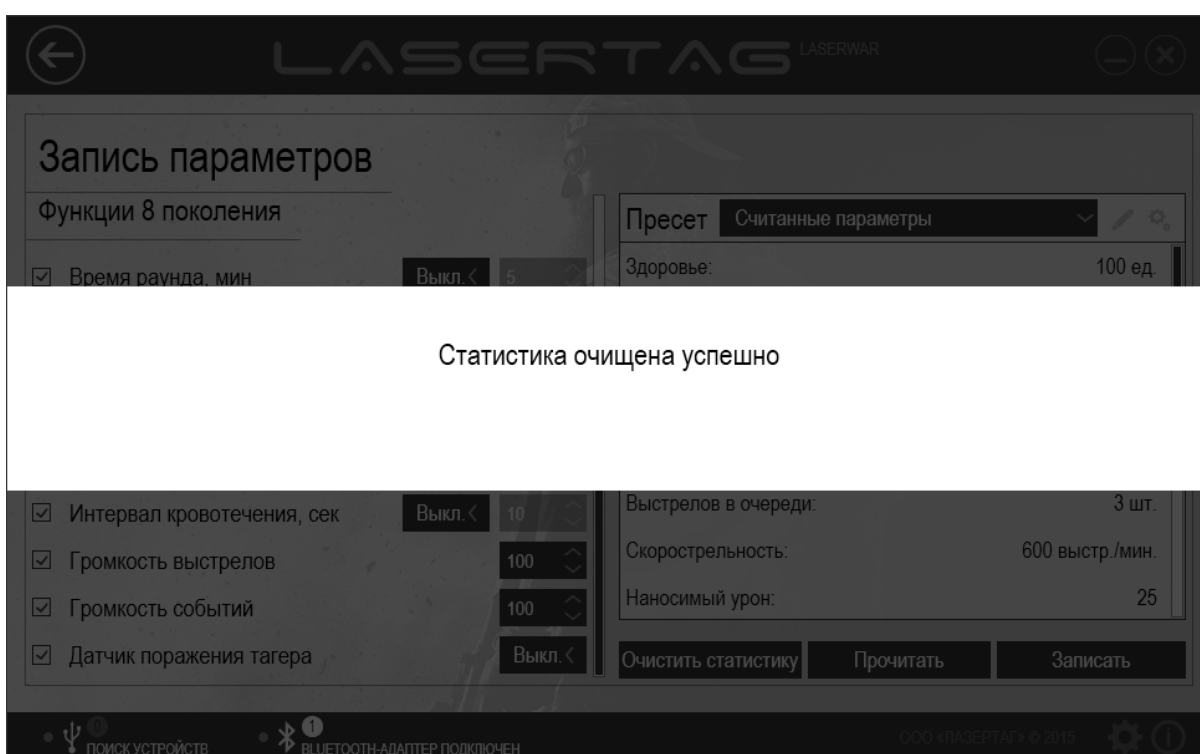 LASERTAG LASERWAR
Запись параметров
Функции 8 поколения
Время раунда, мин Выкл. 5
Пресет Считанные параметры
Здоровье: 100 ед.
Статистика очищена успешно
Интервал кровотечения, сек Выкл. 10
Громкость выстрелов 100
Громкость событий 100
Датчик поражения тагера Выкл.
Выстрелов в очереди: 3 шт.
Скорострельность: 600 выстр./мин.
Наносимый урон: 25
Очистить статистику Прочитать Записать
0 ПОИСК УСТРОЙСТВ
1 BLUETOOTH-АДАПТЕР ПОДКЛЮЧЕН
ООО «ЛАЗЕРТАГ» © 2015